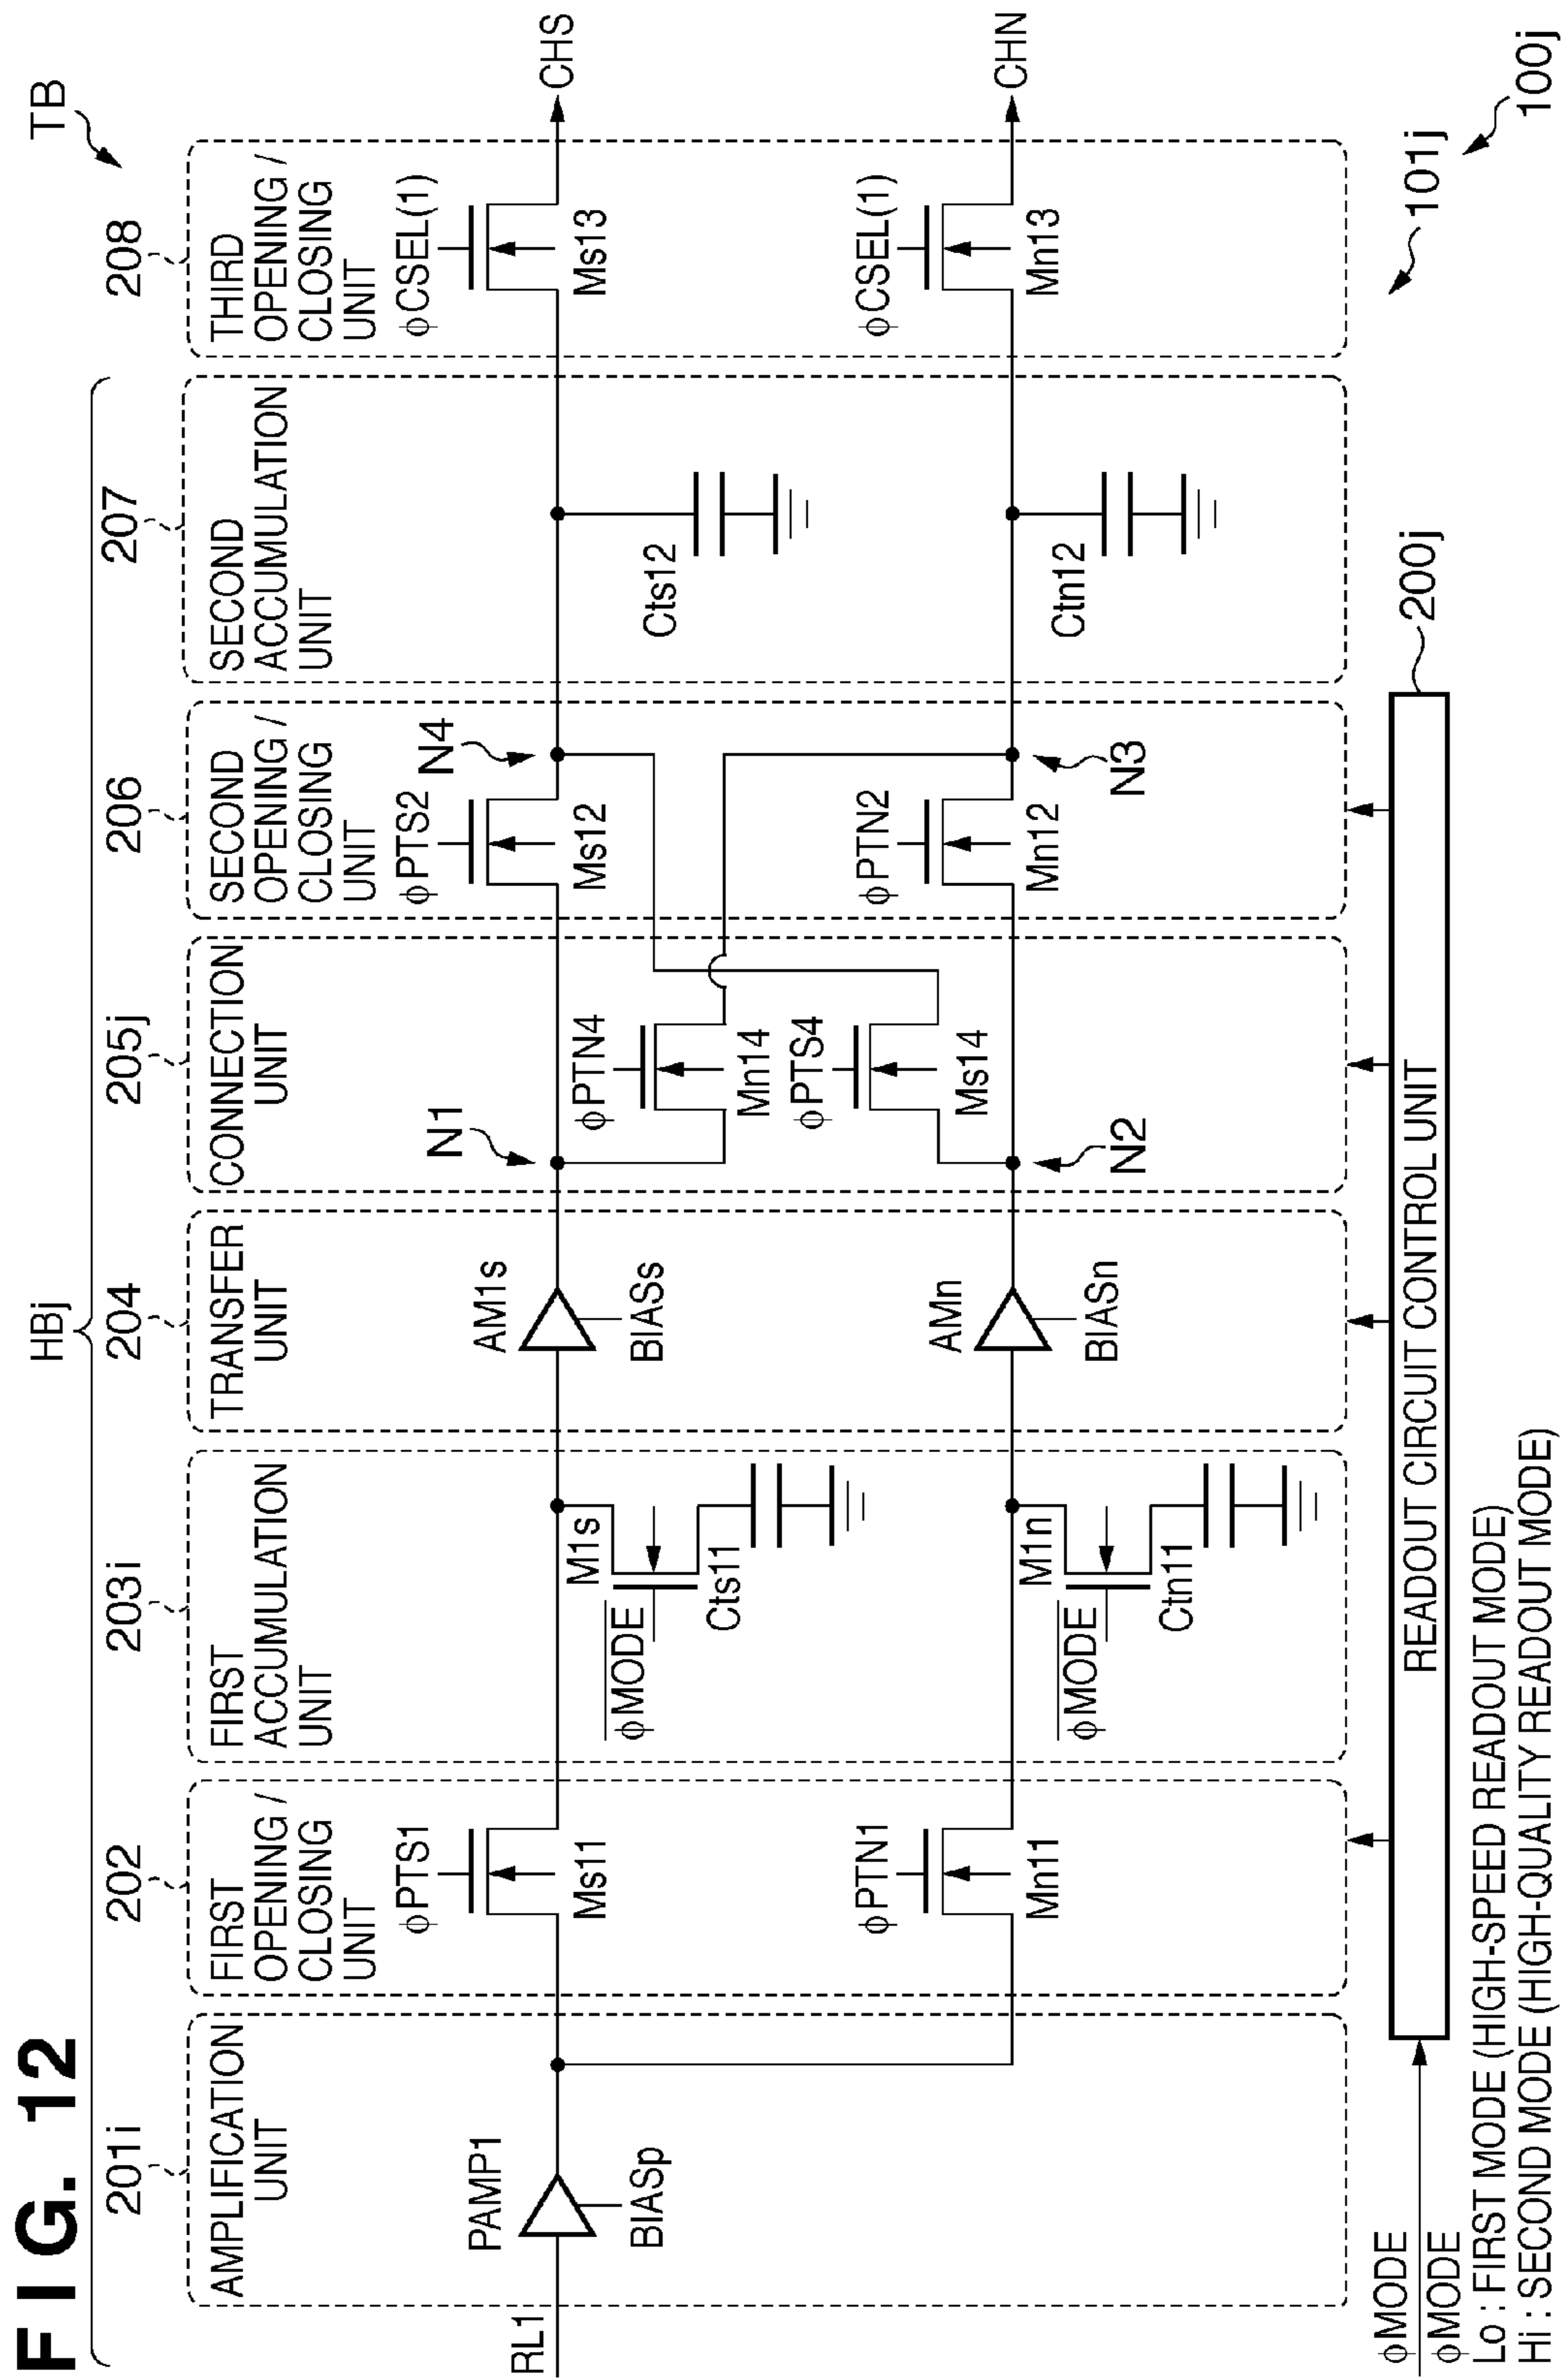 FIG. 12
TB
HBj
201i
202
203i
204
205j
206
207
208
AMPLIFICATION
UNIT
FIRST
OPENING /
CLOSING
UNIT
FIRST
ACCUMULATION
UNIT
TRANSFER
UNIT
CONNECTION
UNIT
SECOND
OPENING /
CLOSING
UNIT
SECOND
ACCUMULATION
UNIT
THIRD
OPENING /
CLOSING
UNIT
RL1
PAMP1
BIASp
ϕPTS1
Ms11
M1s
ϕMODE
Cts11
AM1s
BIASs
N1
ϕPTN4
Mn14
ϕPTS4
Ms14
ϕPTS2
Ms12
N4
Cts12
ϕCSEL(1)
Ms13
CHS
ϕPTN1
Mn11
M1n
ϕMODE
Ctn11
AMn
BIASn
N2
ϕPTN2
Mn12
N3
Ctn12
ϕCSEL(1)
Mn13
CHN
ϕMODE
READOUT CIRCUIT CONTROL UNIT
200j
101j
100j
ϕMODE
Lo : FIRST MODE (HIGH-SPEED READOUT MODE)
Hi : SECOND MODE (HIGH-QUALITY READOUT MODE)